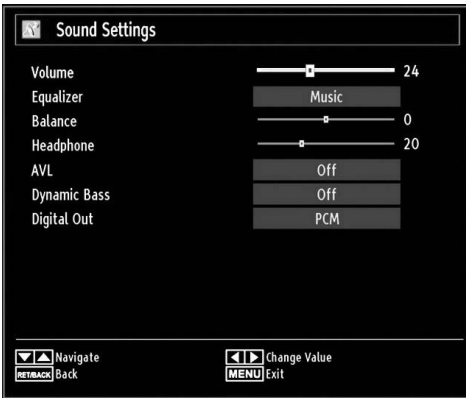 Sound Settings
Volume 24
Equalizer Music
Balance 0
Headphone 20
AVL Off
Dynamic Bass Off
Digital Out PCM
Navigate Change Value
RET/BACK Back MENU Exit